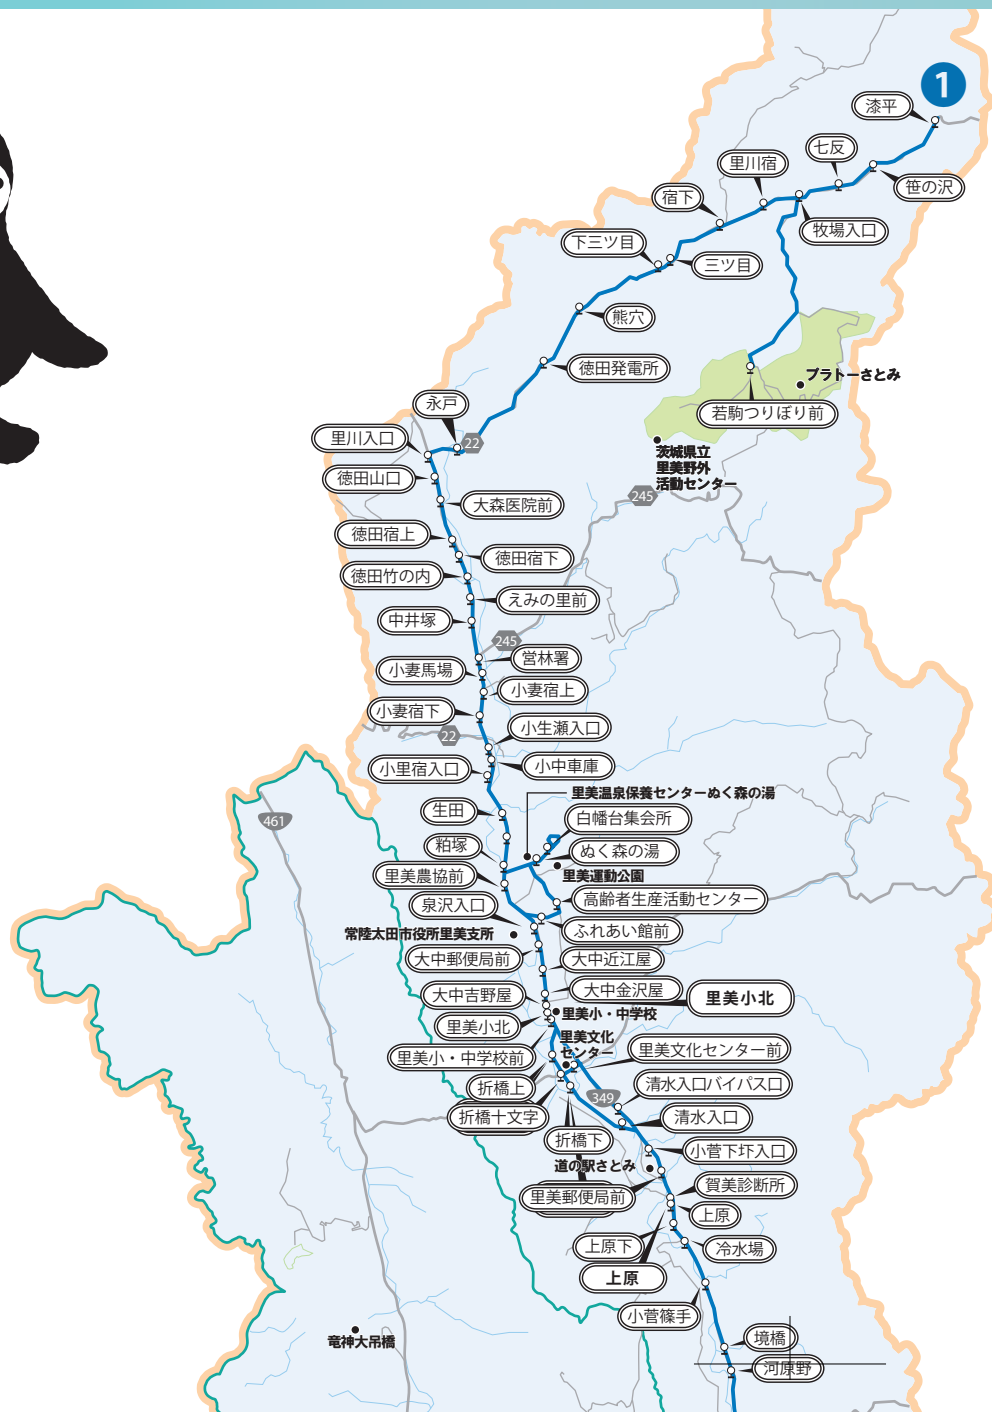 1
漆平
七反
里川宿
笹の沢
宿下
牧場入口
下三ツ目
三ツ目
熊穴
徳田発電所
プラトーさとみ
永戸
若駒つりぼり前
里川入口
22
茨城県立
里美野外
活動センター
徳田山口
245
大森医院前
徳田宿上
徳田宿下
徳田竹の内
えみの里前
中井塚
245
営林署
小妻馬場
小妻宿上
小妻宿下
小生瀬入口
22
小中車庫
小里宿入口
里美温泉保養センターぬく森の湯
生田
白幡台集会所
461
粕塚
ぬく森の湯
里美農協前
里美運動公園
高齢者生産活動センター
泉沢入口
ふれあい館前
常陸太田市役所里美支所
大中郵便局前
大中近江屋
大中金沢屋
大中吉野屋
里美小北
里美小・中学校
里美小北
里美文化
センター
里美小・中学校前
里美文化センター前
折橋上
清水入口バイパス口
349
折橋十文字
清水入口
折橋下
小菅下圷入口
道の駅さとみ
賀美診断所
里美郵便局前
上原
上原下
冷水場
上原
小菅篠手
境橋
竜神大吊橋
河原野